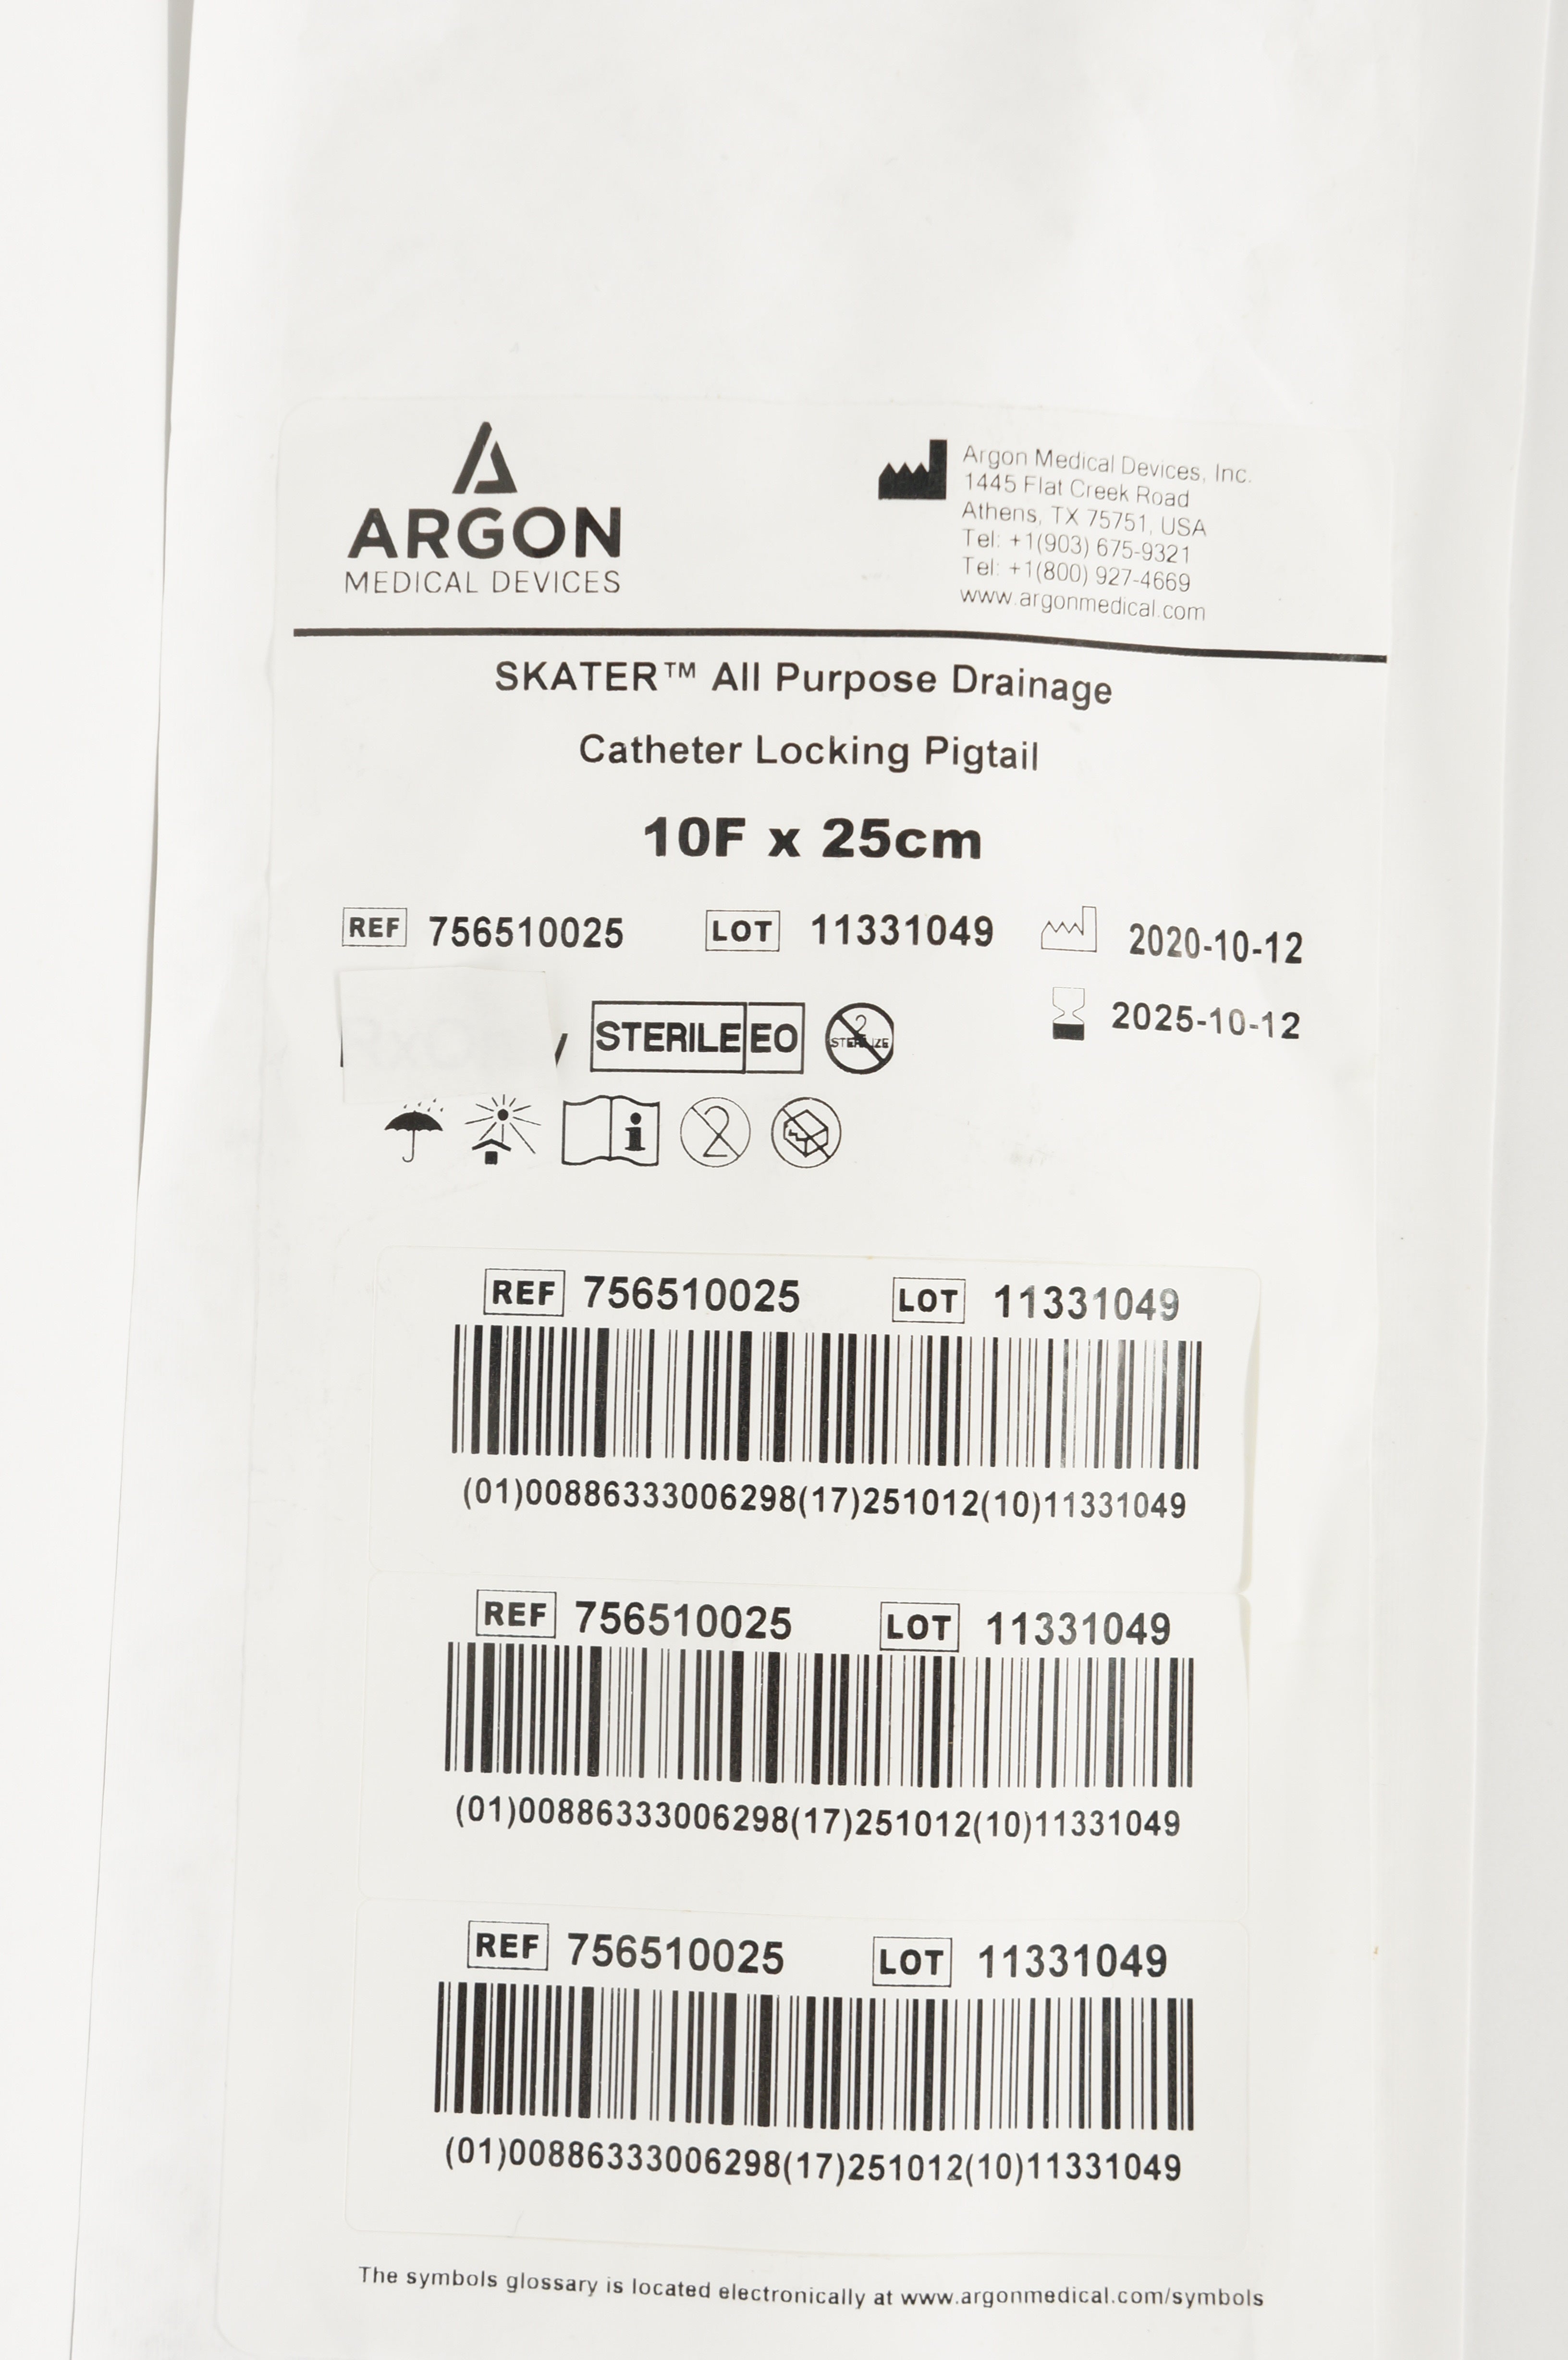 ARGON
MEDICAL DEVICES
Argon Medical Devices, Inc.
1445 Flat Creek Road
Athens, TX 75751, USA
Tel: +1(903) 675-9321
Tel: +1(800) 927-4669
www.argonmedical.com
SKATER™ All Purpose Drainage
Catheter Locking Pigtail
10F x 25cm
REF 756510025 LOT 11331049 2020-10-12
STERILE EO 2 STERILIZE 2025-10-12
i 2
REF 756510025 LOT 11331049
(01)00886333006298(17)251012(10)11331049
REF 756510025 LOT 11331049
(01)00886333006298(17)251012(10)11331049
REF 756510025 LOT 11331049
(01)00886333006298(17)251012(10)11331049
The symbols glossary is located electronically at www.argonmedical.com/symbols